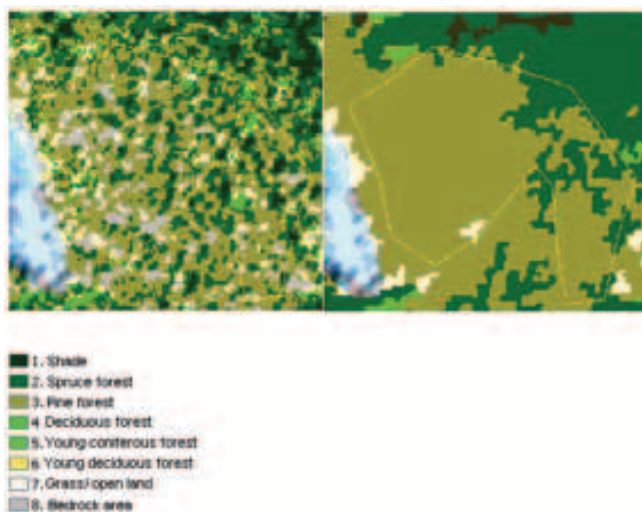 1. Shade
2. Spruce forest
3. Pine forest
4 Deciduous forest
5. Young coniferous forest
6 Young deciduous forest
7. Grass/open land
8. Bedrock area